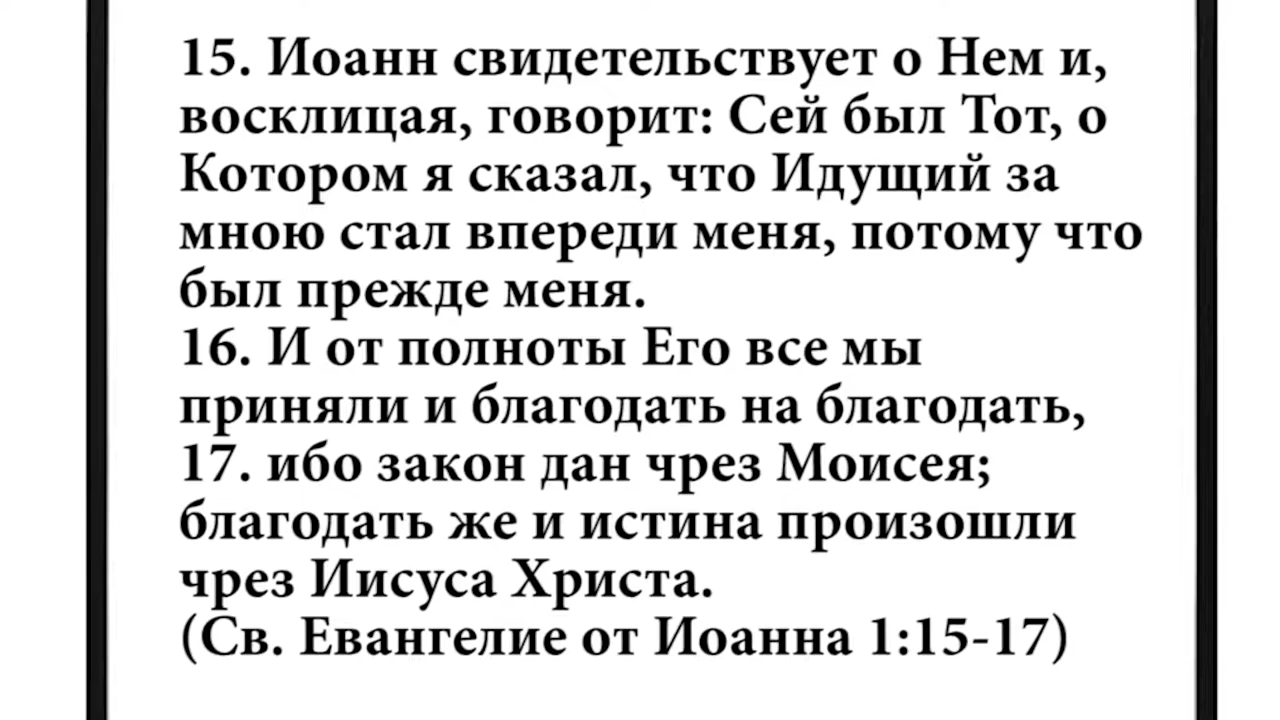 15. Иоанн свидетельствует о Нем и,
восклицая, говорит: Сей был Тот, о
Котором я сказал, что Идущий за
мною стал впереди меня, потому что
был прежде меня.
16. И от полноты Его все мы
приняли и благодать на благодать,
17. ибо закон дан чрез Моисея;
благодать же и истина произошли
чрез Иисуса Христа.
(Св. Евангелие от Иоанна 1:15-17)